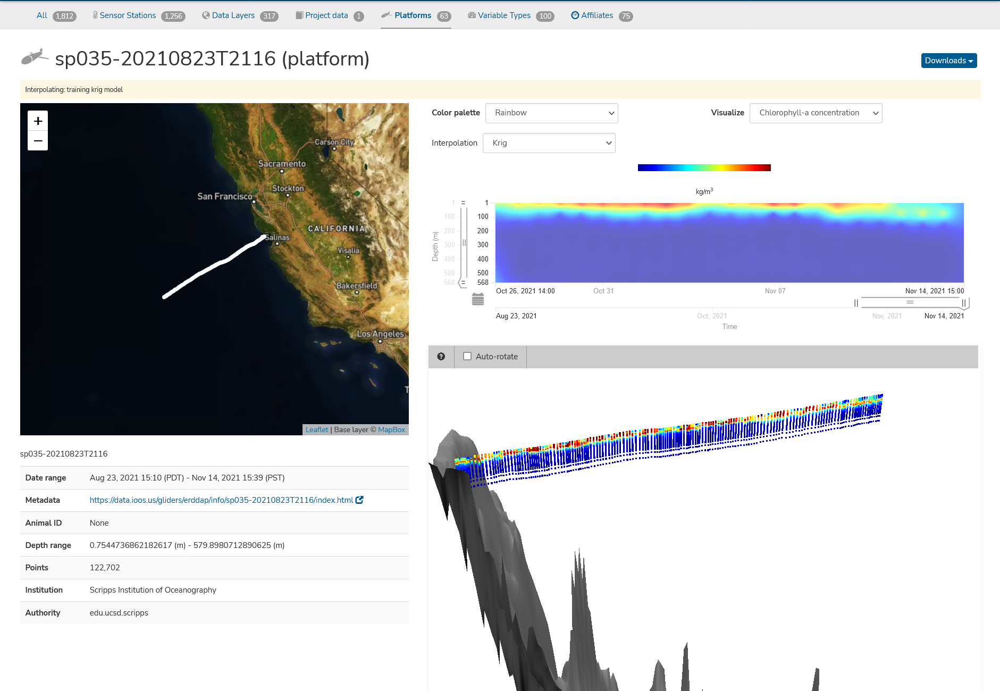 All 1,812 Sensor Stations 1,256 Data Layers 317 Project data 1 Platforms 63 Variable Types 100 Affiliates 75
sp035-20210823T2116 (platform)
Downloads
Interpolating: training krig model
+
−
Carson City
Sacramento
Stockton
San Francisco
CALIFORNIA
Salinas
Visalia
Bakersfield
Los Angeles
T
Leaflet | Base layer © MapBox
Color palette Rainbow
Visualize Chlorophyll-a concentration
Interpolation Krig
kg/m³
Depth (m)
1 1
100 100
200 200
300 300
400 400
500 500
568 568
Oct 26, 2021 14:00 Oct 31 Nov 07 Nov 14, 2021 15:00
Aug 23, 2021 Oct, 2021 Nov, 2021 Nov 14, 2021
Time
? Auto-rotate
sp035-20210823T2116
Date range Aug 23, 2021 15:10 (PDT) - Nov 14, 2021 15:39 (PST)
Metadata https://data.ioos.us/gliders/erddap/info/sp035-20210823T2116/index.html
Animal ID None
Depth range 0.7544736862182617 (m) - 579.8980712890625 (m)
Points 122,702
Institution Scripps Institution of Oceanography
Authority edu.ucsd.scripps